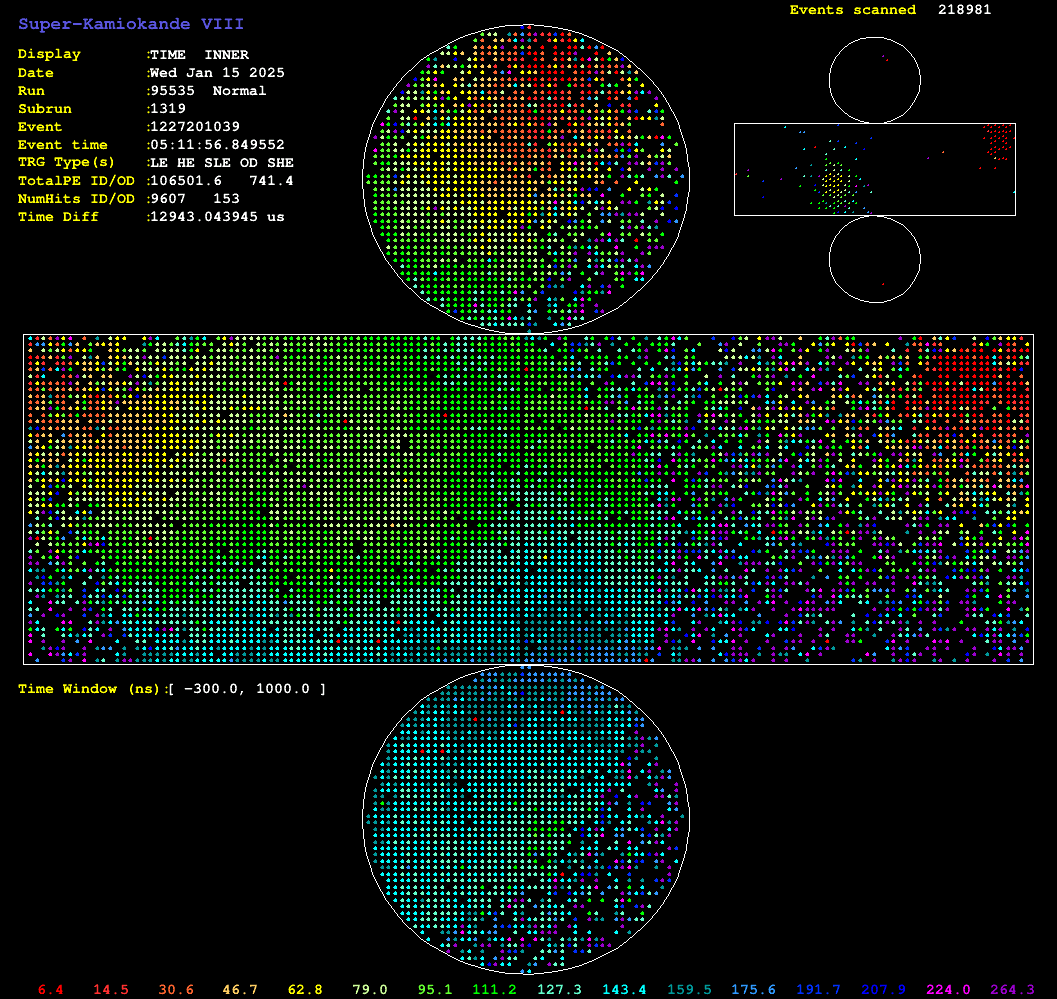 Super-Kamiokande VIII
Events scanned 218981
Display :TIME INNER
Date :Wed Jan 15 2025
Run :95535 Normal
Subrun :1319
Event :1227201039
Event time :05:11:56.849552
TRG Type(s) :LE HE SLE OD SHE
TotalPE ID/OD :106501.6 741.4
NumHits ID/OD :9607 153
Time Diff :12943.043945 us
Time Window (ns):[ -300.0, 1000.0 ]
6.4 14.5 30.6 46.7 62.8 79.0 95.1 111.2 127.3 143.4 159.5 175.6 191.7 207.9 224.0 264.3